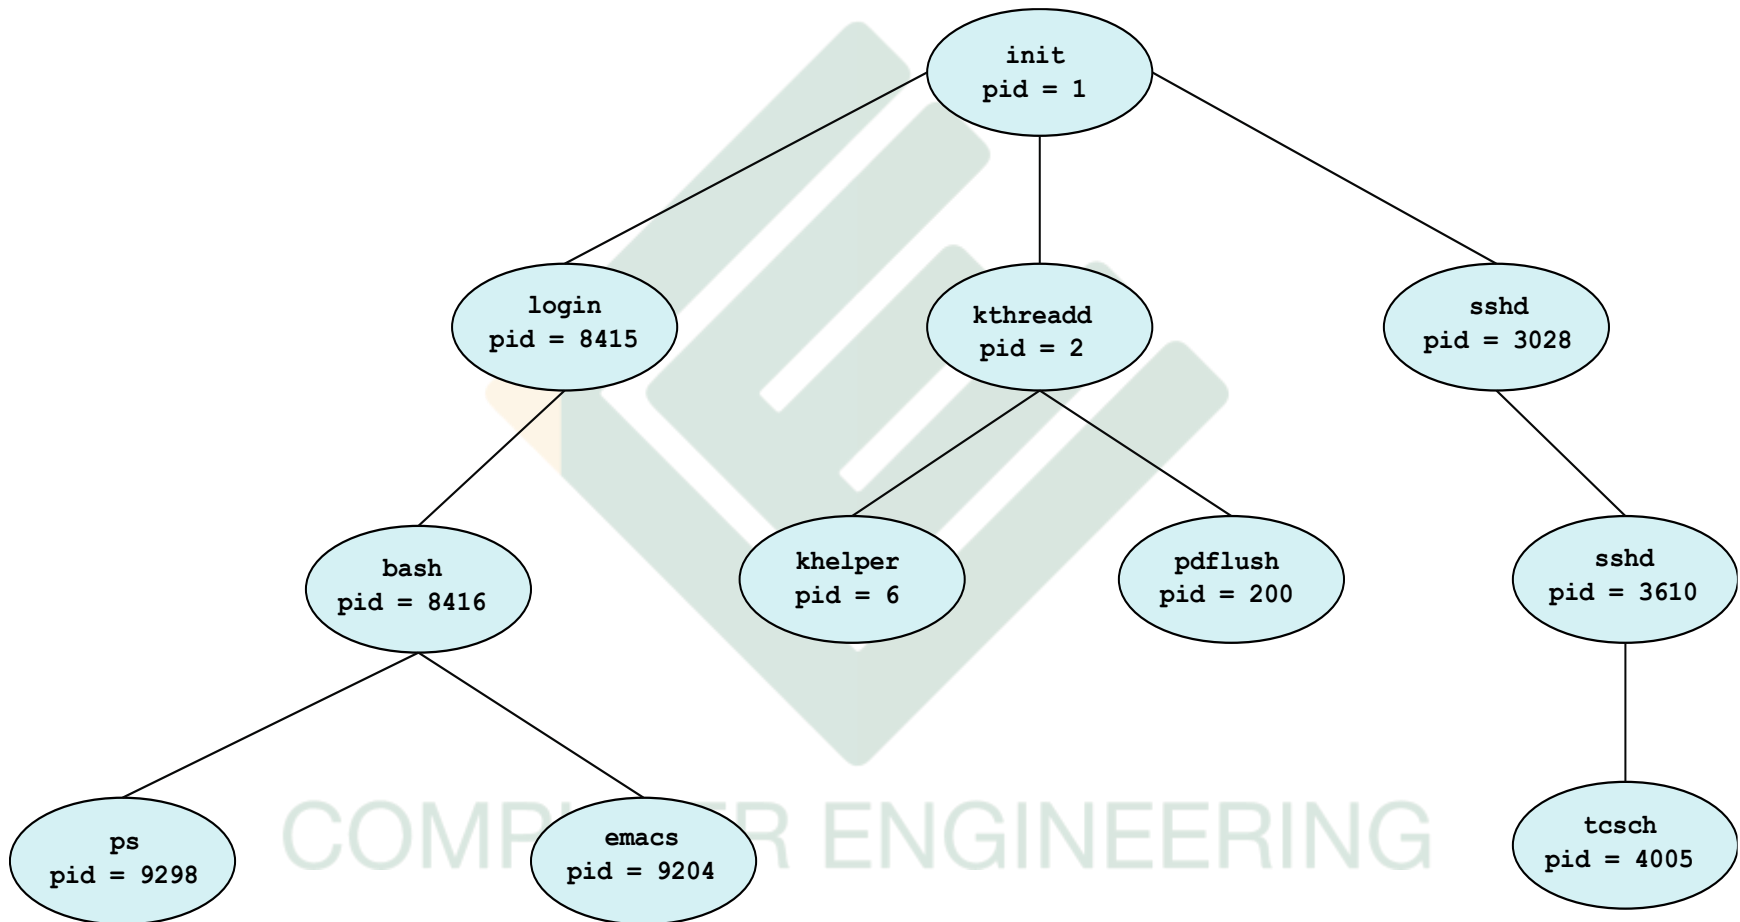 init
pid = 1
login
pid = 8415
kthreadd
pid = 2
sshd
pid = 3028
bash
pid = 8416
khelper
pid = 6
pdflush
pid = 200
sshd
pid = 3610
ps
pid = 9298
emacs
pid = 9204
tcsch
pid = 4005
COMPUTER ENGINEERING